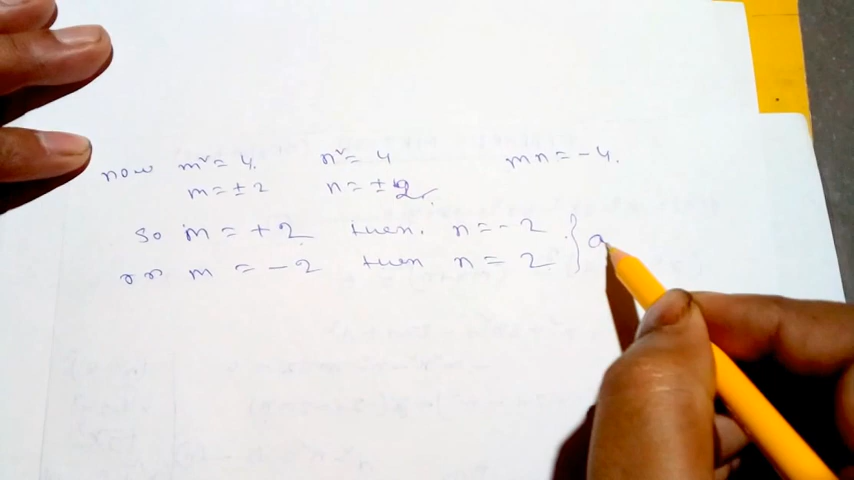 now m² = 4. n² = 4 mn = -4.
m = ±2 n = ±2
so m = +2 then. n = -2
or m = -2 then n = 2 } a